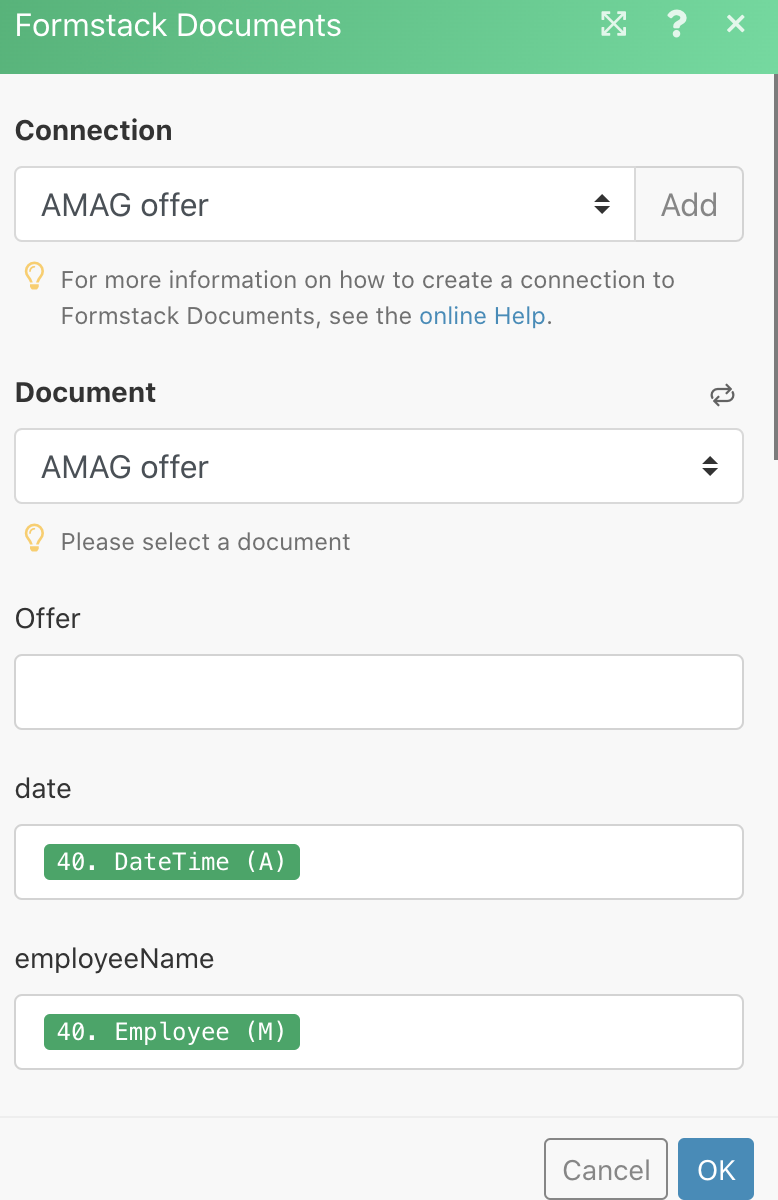 Formstack Documents
Connection
AMAG offer
Add
For more information on how to create a connection to
Formstack Documents, see the online Help.
Document
AMAG offer
Please select a document
Offer
date
40. DateTime (A)
employeeName
40. Employee (M)
Cancel
OK